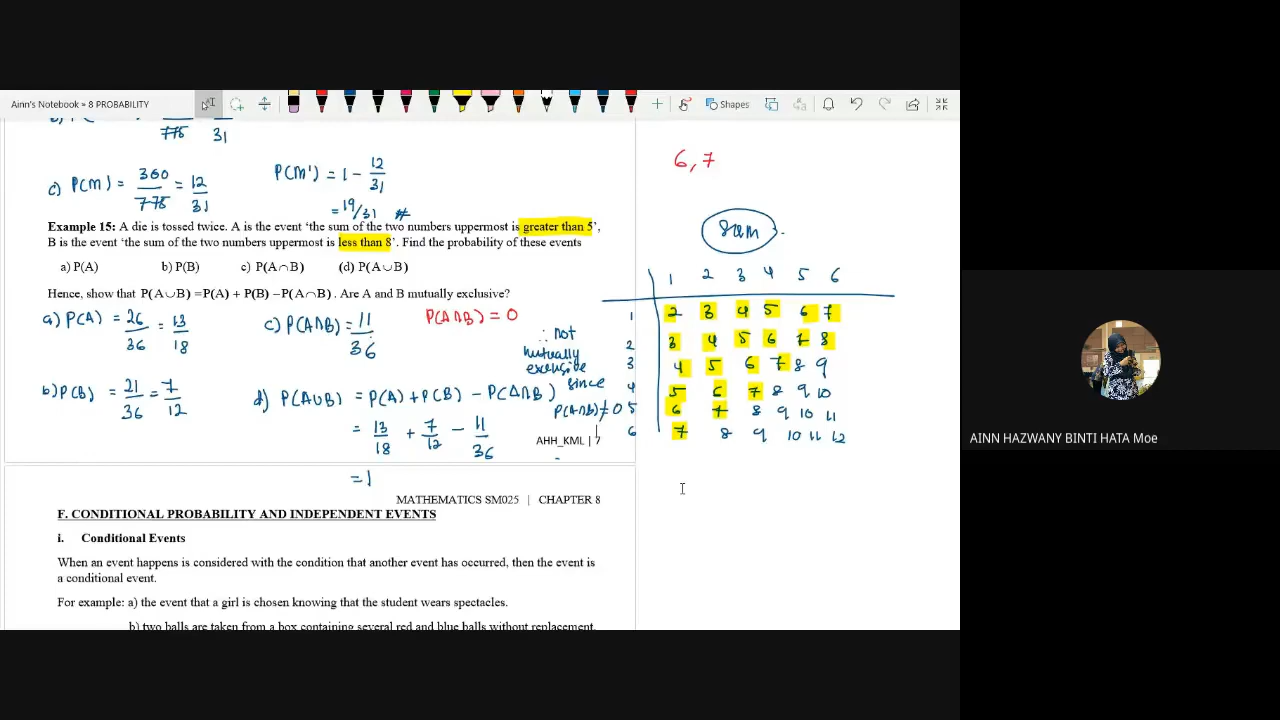 Ainn's Notebook » 8 PROBABILITY
Shapes
775 31
c) P(M) = 360/775 = 12/31
P(M') = 1 - 12/31
= 19/31 #
Example 15: A die is tossed twice. A is the event ‘the sum of the two numbers uppermost is greater than 5’,
B is the event ‘the sum of the two numbers uppermost is less than 8’. Find the probability of these events
a) P(A) b) P(B) c) P(A∩B) (d) P(A∪B)
Hence, show that P(A∪B) =P(A) + P(B) −P(A∩B). Are A and B mutually exclusive?
a) P(A) = 26/36 = 13/18
b) P(B) = 21/36 = 7/12
c) P(A∩B) = 11/36
P(A∩B) = 0
∴ not
mutually
exclusive
since
P(A∩B) ≠ 0
d) P(A∪B) = P(A) + P(B) - P(A∩B)
= 13/18 + 7/12 - 11/36
= 1
AHH_KML | 7
MATHEMATICS SM025 | CHAPTER 8
F. CONDITIONAL PROBABILITY AND INDEPENDENT EVENTS
i. Conditional Events
When an event happens is considered with the condition that another event has occurred, then the event is
a conditional event.
For example: a) the event that a girl is chosen knowing that the student wears spectacles.
b) two balls are taken from a box containing several red and blue balls without replacement.
6, 7
sum
1 2 3 4 5 6
1 2 3 4 5 6 7
2 3 4 5 6 7 8
3 4 5 6 7 8 9
4 5 6 7 8 9 10
5 6 7 8 9 10 11
6 7 8 9 10 11 12
AINN HAZWANY BINTI HATA Moe